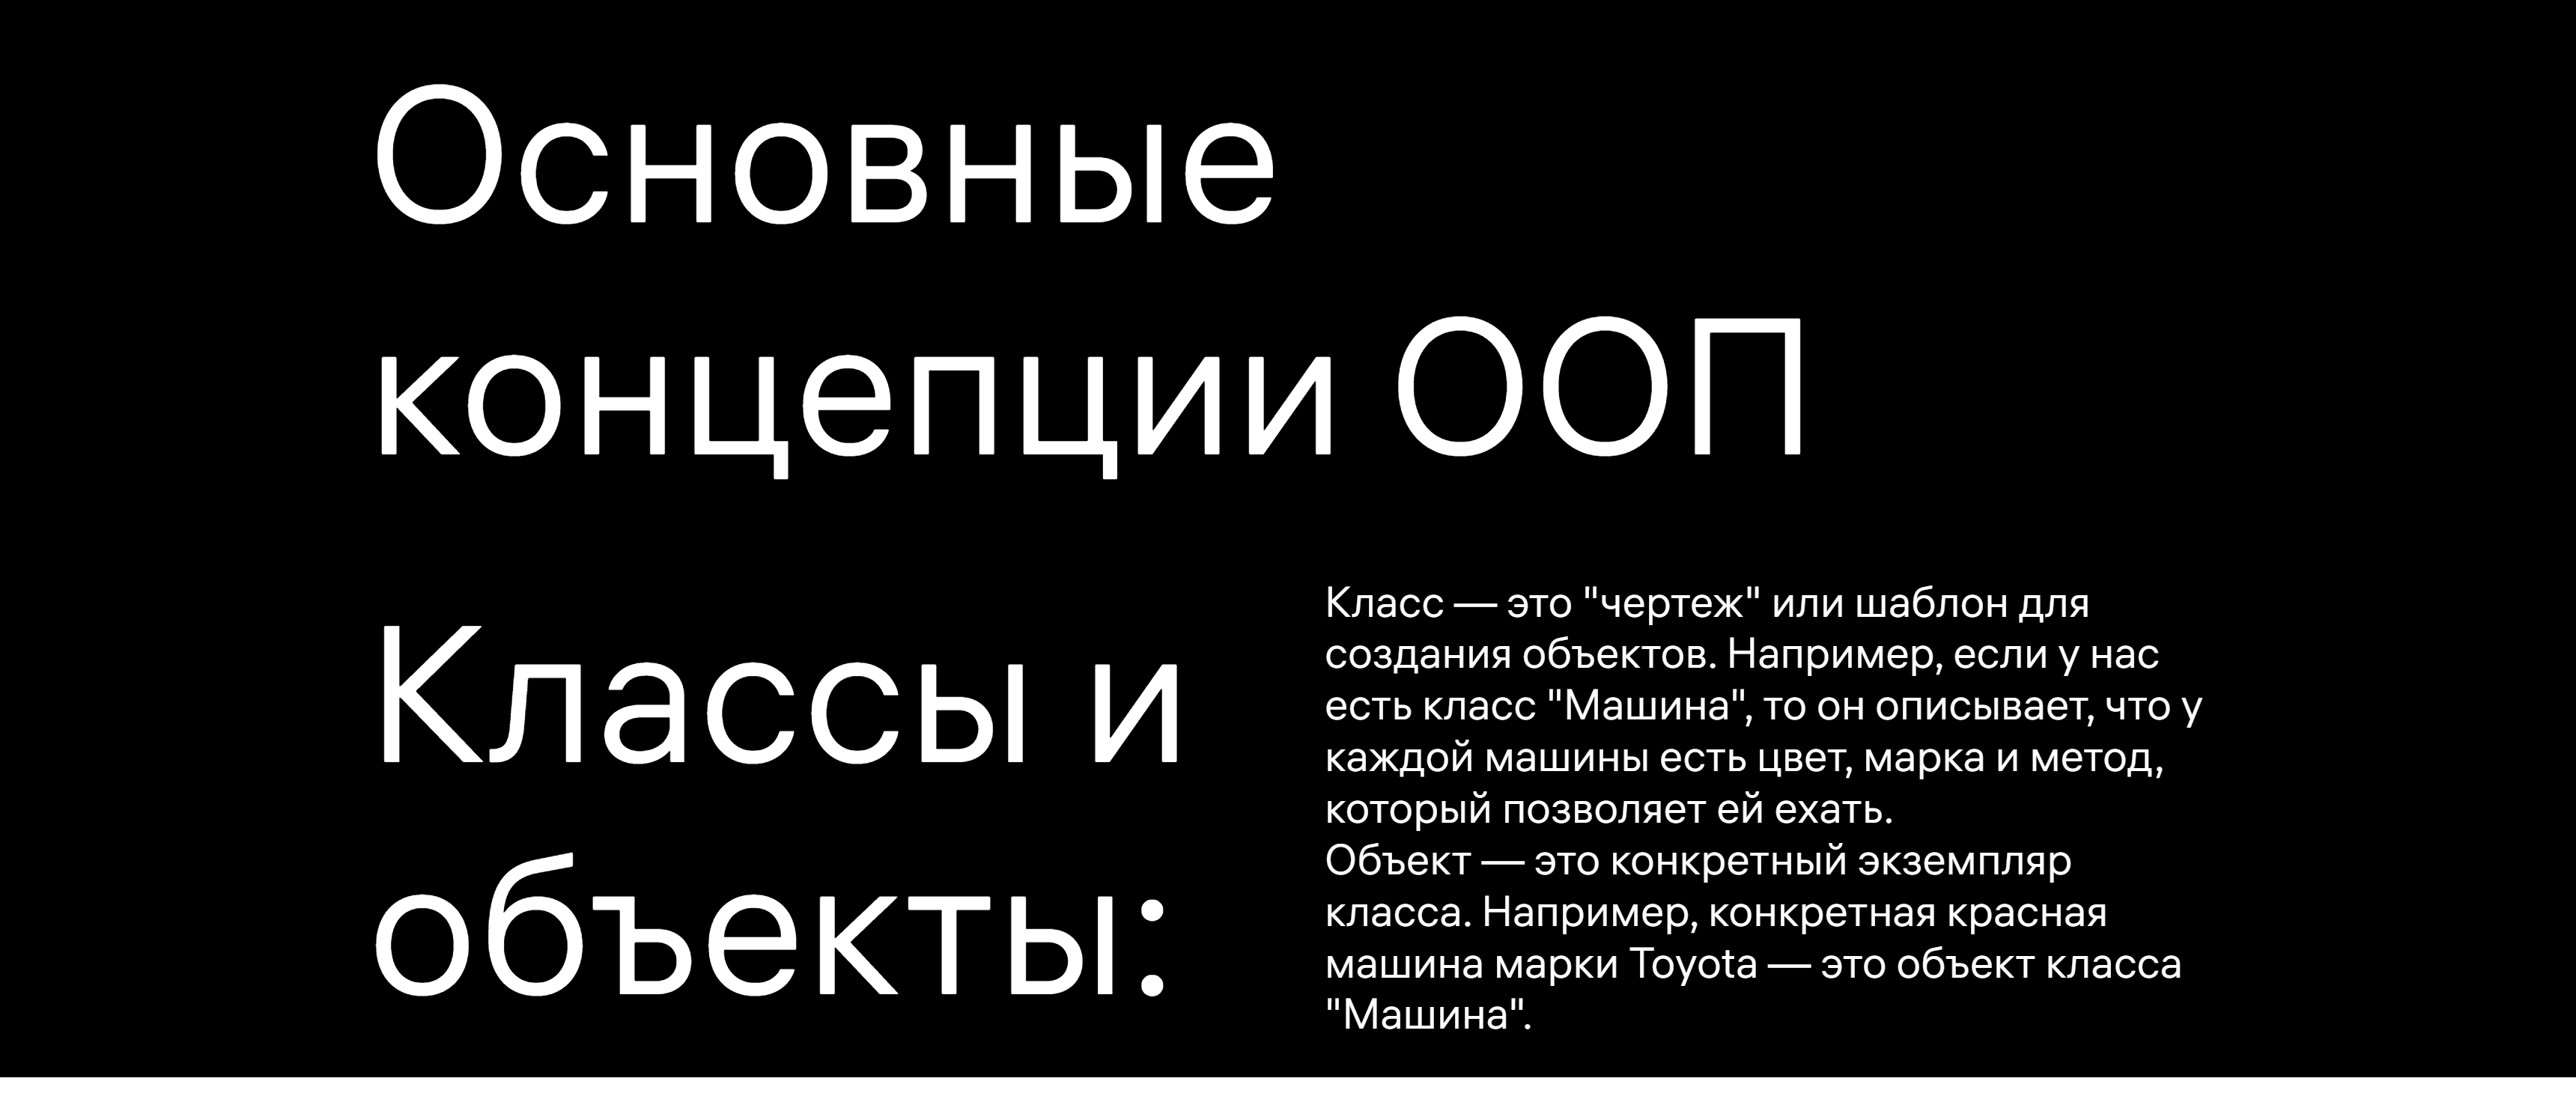 Основные
концепции ООП
Классы и
объекты:
Класс — это "чертеж" или шаблон для
создания объектов. Например, если у нас
есть класс "Машина", то он описывает, что у
каждой машины есть цвет, марка и метод,
который позволяет ей ехать.
Объект — это конкретный экземпляр
класса. Например, конкретная красная
машина марки Toyota — это объект класса
"Машина".